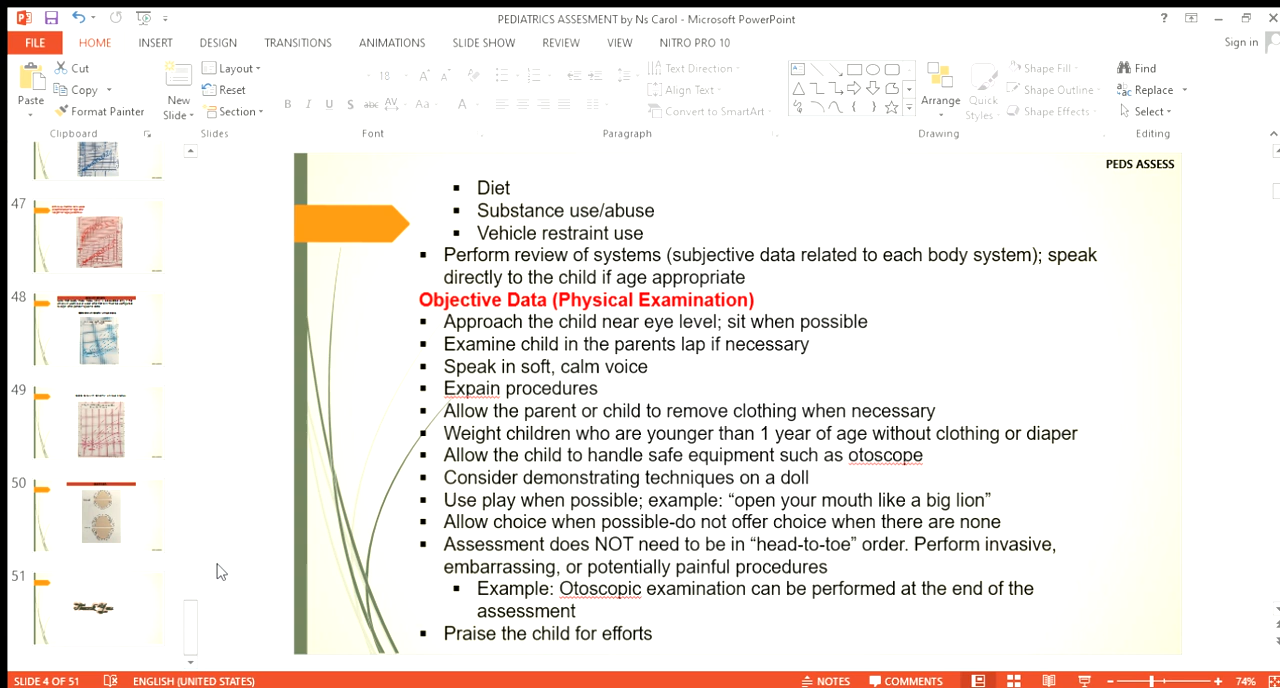 PEDIATRICS ASSESMENT by Ns Carol - Microsoft PowerPoint
FILE HOME INSERT DESIGN TRANSITIONS ANIMATIONS SLIDE SHOW REVIEW VIEW NITRO PRO 10 Sign in
Paste
Cut
Copy
Format Painter
Clipboard
New
Slide
Layout
Reset
Section
Slides
18
Font
Text Direction
Align Text
Convert to SmartArt
Paragraph
Arrange
Quick
Styles
Shape Fill
Shape Outline
Shape Effects
Drawing
Find
Replace
Select
Editing
47
48
49
50
51
Thank You
PEDS ASSESS
▪ Diet
▪ Substance use/abuse
▪ Vehicle restraint use
▪ Perform review of systems (subjective data related to each body system); speak
directly to the child if age appropriate
Objective Data (Physical Examination)
▪ Approach the child near eye level; sit when possible
▪ Examine child in the parents lap if necessary
▪ Speak in soft, calm voice
▪ Expain procedures
▪ Allow the parent or child to remove clothing when necessary
▪ Weight children who are younger than 1 year of age without clothing or diaper
▪ Allow the child to handle safe equipment such as otoscope
▪ Consider demonstrating techniques on a doll
▪ Use play when possible; example: “open your mouth like a big lion”
▪ Allow choice when possible-do not offer choice when there are none
▪ Assessment does NOT need to be in “head-to-toe” order. Perform invasive,
embarrassing, or potentially painful procedures
▪ Example: Otoscopic examination can be performed at the end of the
assessment
▪ Praise the child for efforts
SLIDE 4 OF 51 ENGLISH (UNITED STATES) NOTES COMMENTS 74%